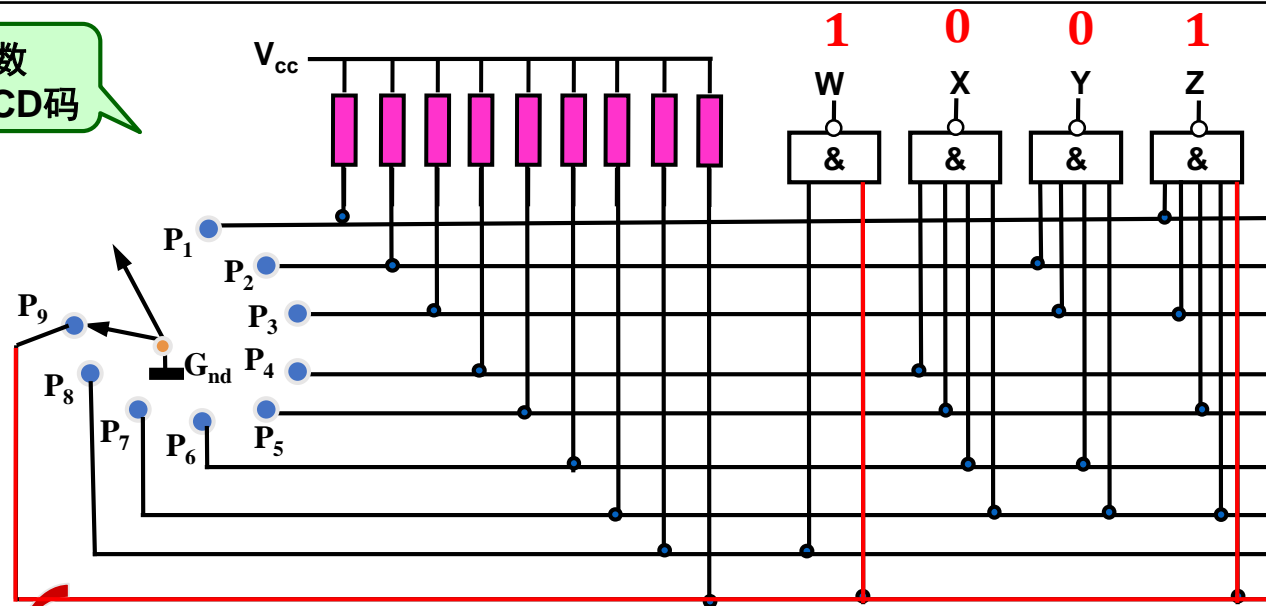 数
CD码
1 0 0 1
Vcc
W X Y Z
& & & &
P1
P2
P9
P3
Gnd
P4
P8
P7
P6
P5